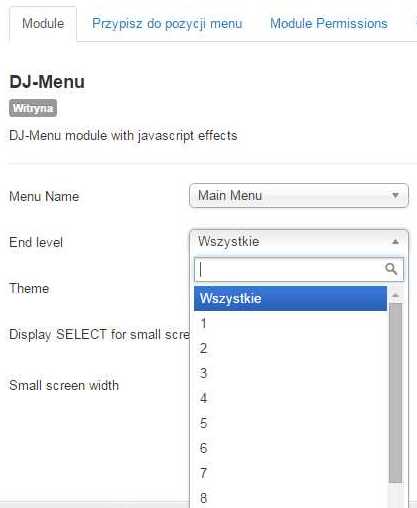 Module Przypisz do pozycji menu Module Permissions
DJ-Menu
Witryna
DJ-Menu module with javascript effects
Menu Name Main Menu
End level Wszystkie
Wszystkie
Theme
1
Display SELECT for small scre
2
3
Small screen width
4
5
6
7
8